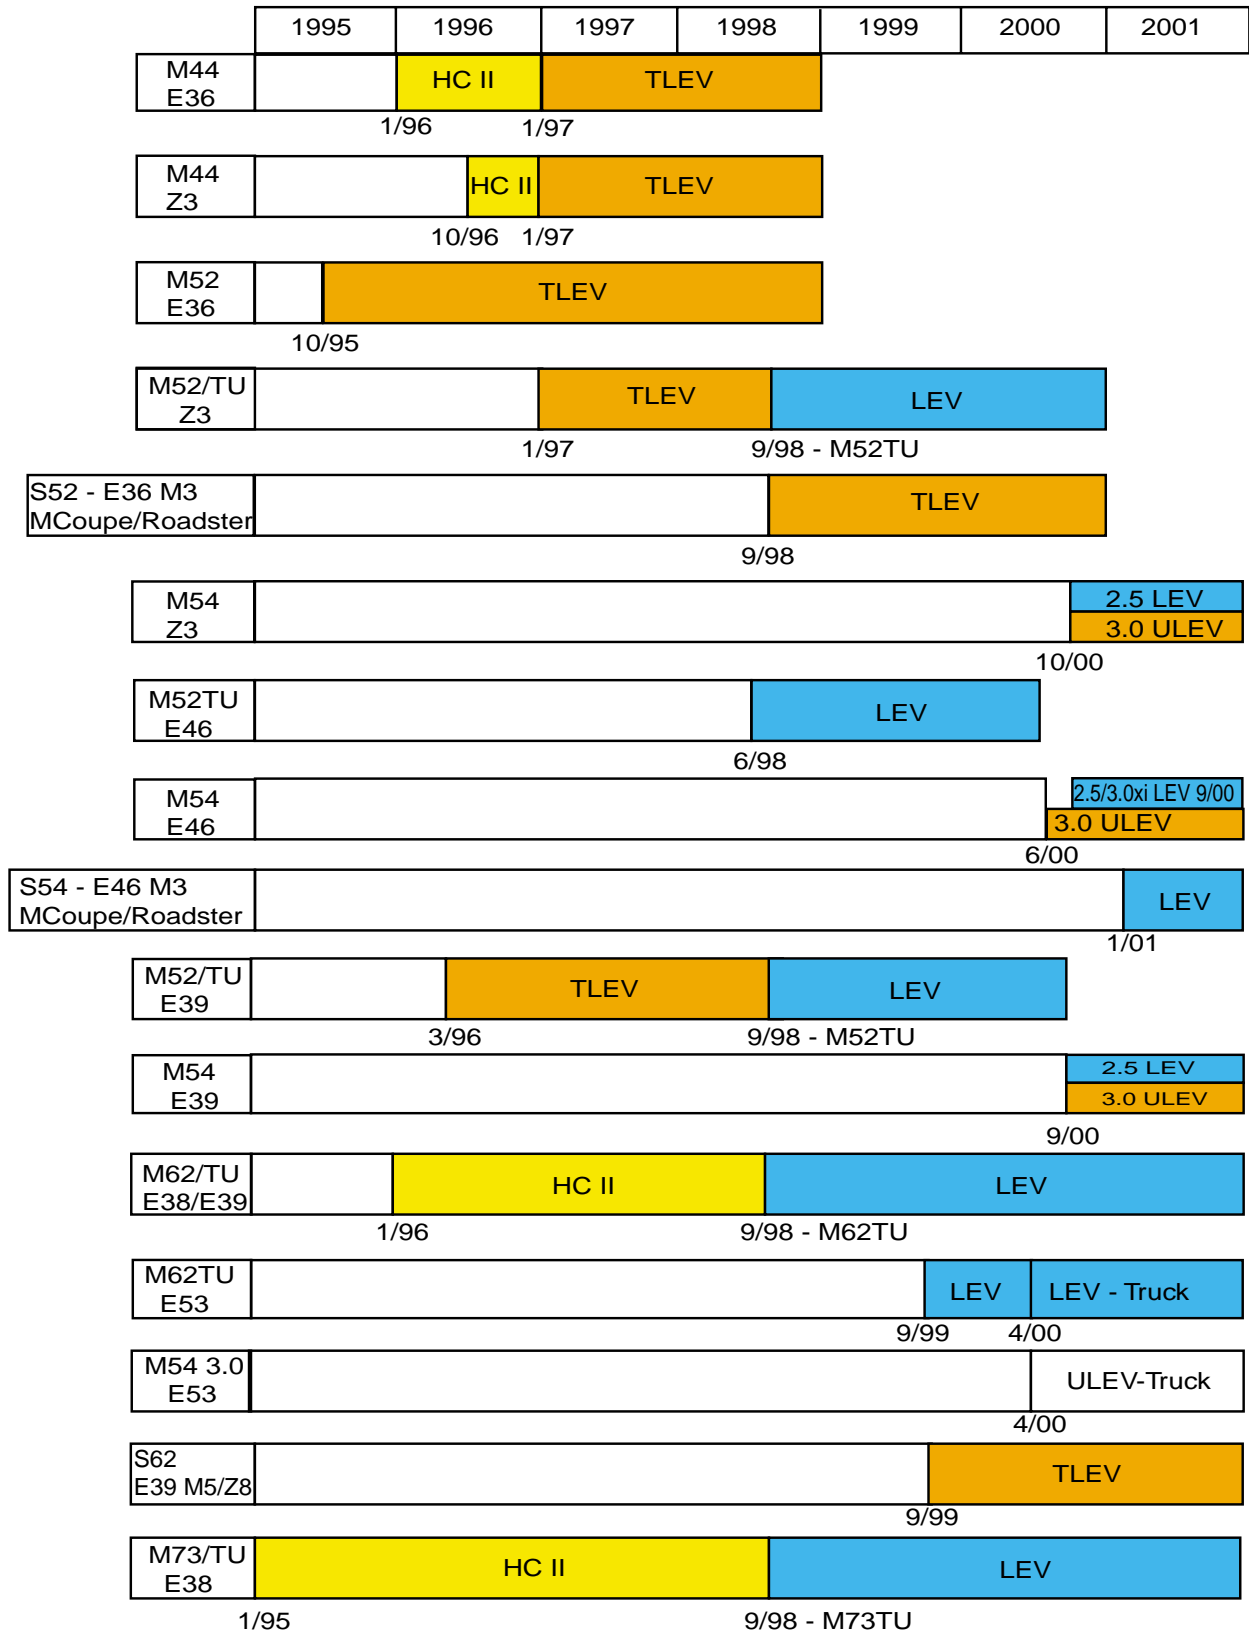 1995 1996 1997 1998 1999 2000 2001
M44
E36
HC II
TLEV
1/96 1/97
M44
Z3
HC II
TLEV
10/96 1/97
M52
E36
TLEV
10/95
M52/TU
Z3
TLEV
LEV
1/97 9/98 - M52TU
S52 - E36 M3
MCoupe/Roadster
TLEV
9/98
M54
Z3
2.5 LEV
3.0 ULEV
10/00
M52TU
E46
LEV
6/98
M54
E46
2.5/3.0xi LEV 9/00
3.0 ULEV
6/00
S54 - E46 M3
MCoupe/Roadster
LEV
1/01
M52/TU
E39
TLEV
LEV
3/96 9/98 - M52TU
M54
E39
2.5 LEV
3.0 ULEV
9/00
M62/TU
E38/E39
HC II
LEV
1/96 9/98 - M62TU
M62TU
E53
LEV
LEV - Truck
9/99 4/00
M54 3.0
E53
ULEV-Truck
4/00
S62
E39 M5/Z8
TLEV
9/99
M73/TU
E38
HC II
LEV
1/95 9/98 - M73TU